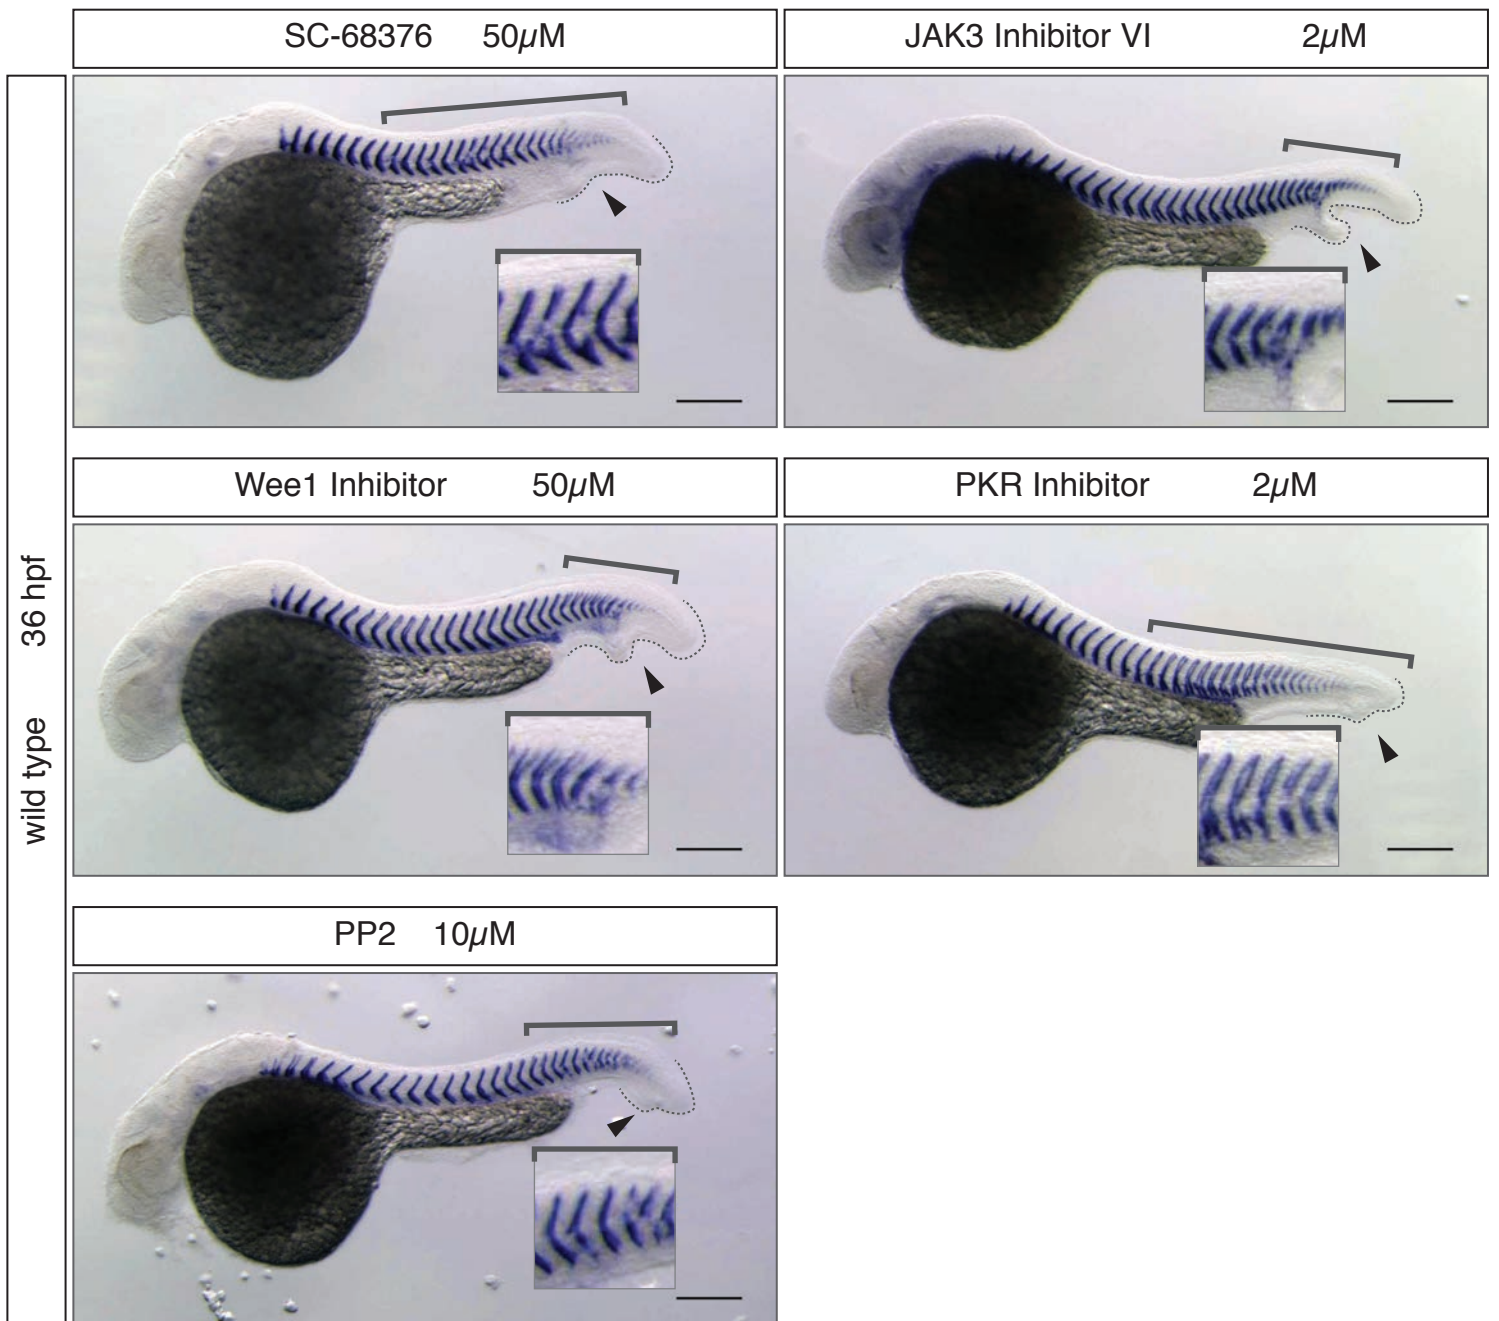 SC-68376 50µM
JAK3 Inhibitor VI 2µM
wild type 36 hpf
Wee1 Inhibitor 50µM
PKR Inhibitor 2µM
PP2 10µM